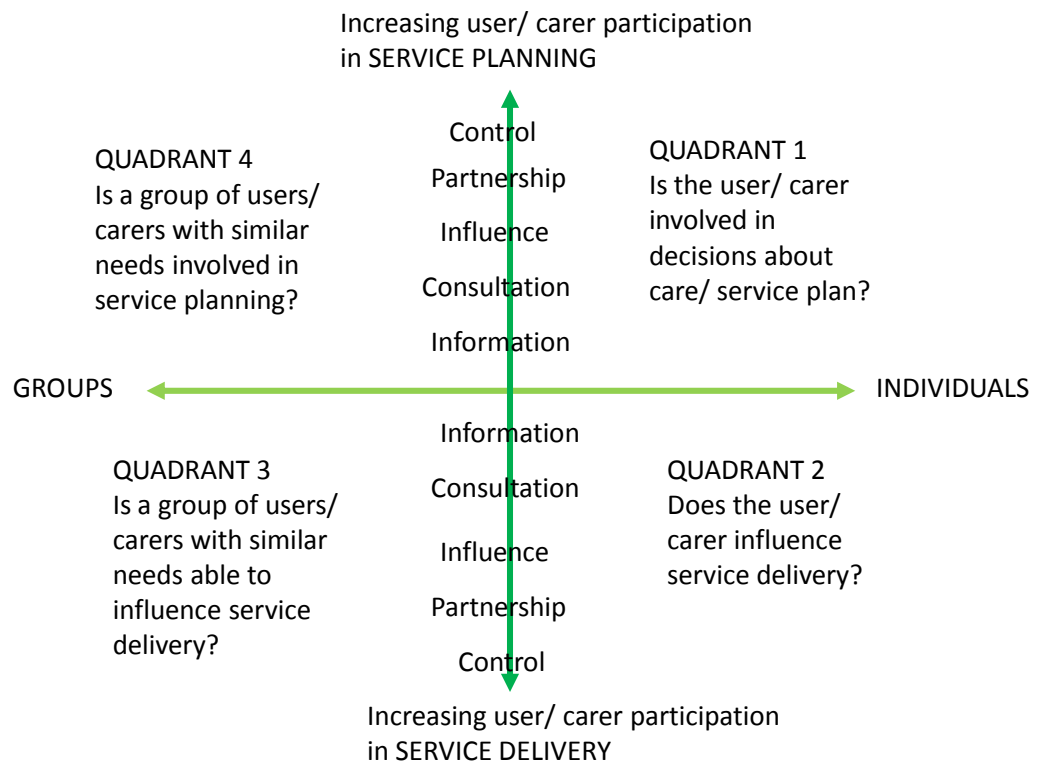 Increasing user/ carer participation
in SERVICE PLANNING
QUADRANT 4
Is a group of users/
carers with similar
needs involved in
service planning?
Control
Partnership
Influence
Consultation
Information
QUADRANT 1
Is the user/ carer
involved in
decisions about
care/ service plan?
GROUPS
INDIVIDUALS
QUADRANT 3
Is a group of users/
carers with similar
needs able to
influence service
delivery?
Information
Consultation
Influence
Partnership
Control
QUADRANT 2
Does the user/
carer influence
service delivery?
Increasing user/ carer participation
in SERVICE DELIVERY